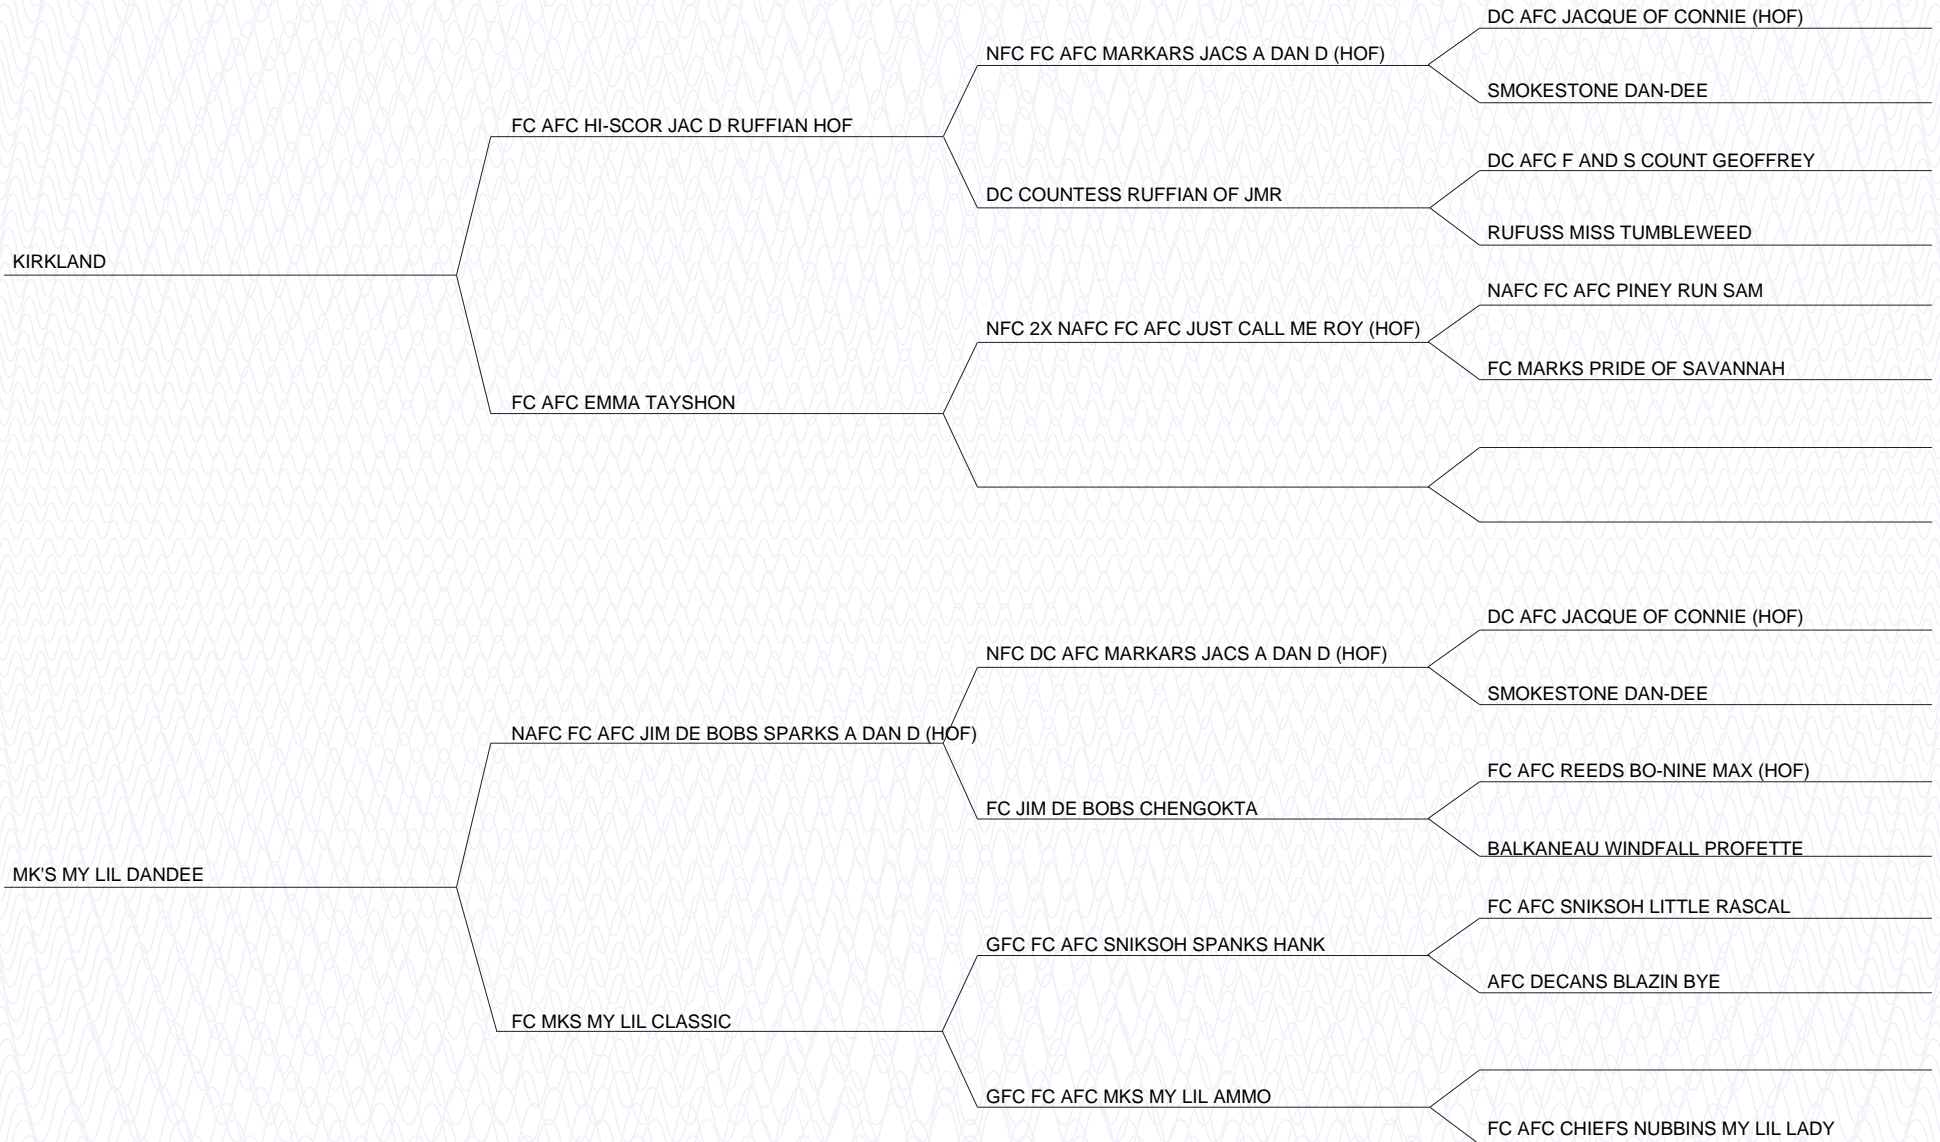 DC AFC JACQUE OF CONNIE (HOF)
NFC FC AFC MARKARS JACS A DAN D (HOF)
SMOKESTONE DAN-DEE
FC AFC HI-SCOR JAC D RUFFIAN HOF
DC AFC F AND S COUNT GEOFFREY
DC COUNTESS RUFFIAN OF JMR
RUFUSS MISS TUMBLEWEED
KIRKLAND
NAFC FC AFC PINEY RUN SAM
NFC 2X NAFC FC AFC JUST CALL ME ROY (HOF)
FC MARKS PRIDE OF SAVANNAH
FC AFC EMMA TAYSHON
DC AFC JACQUE OF CONNIE (HOF)
NFC DC AFC MARKARS JACS A DAN D (HOF)
SMOKESTONE DAN-DEE
NAFC FC AFC JIM DE BOBS SPARKS A DAN D (HOF)
FC AFC REEDS BO-NINE MAX (HOF)
FC JIM DE BOBS CHENGOKTA
BALKANEAU WINDFALL PROFETTE
MK'S MY LIL DANDEE
FC AFC SNIKSOH LITTLE RASCAL
GFC FC AFC SNIKSOH SPANKS HANK
AFC DECANS BLAZIN BYE
FC MKS MY LIL CLASSIC
GFC FC AFC MKS MY LIL AMMO
FC AFC CHIEFS NUBBINS MY LIL LADY